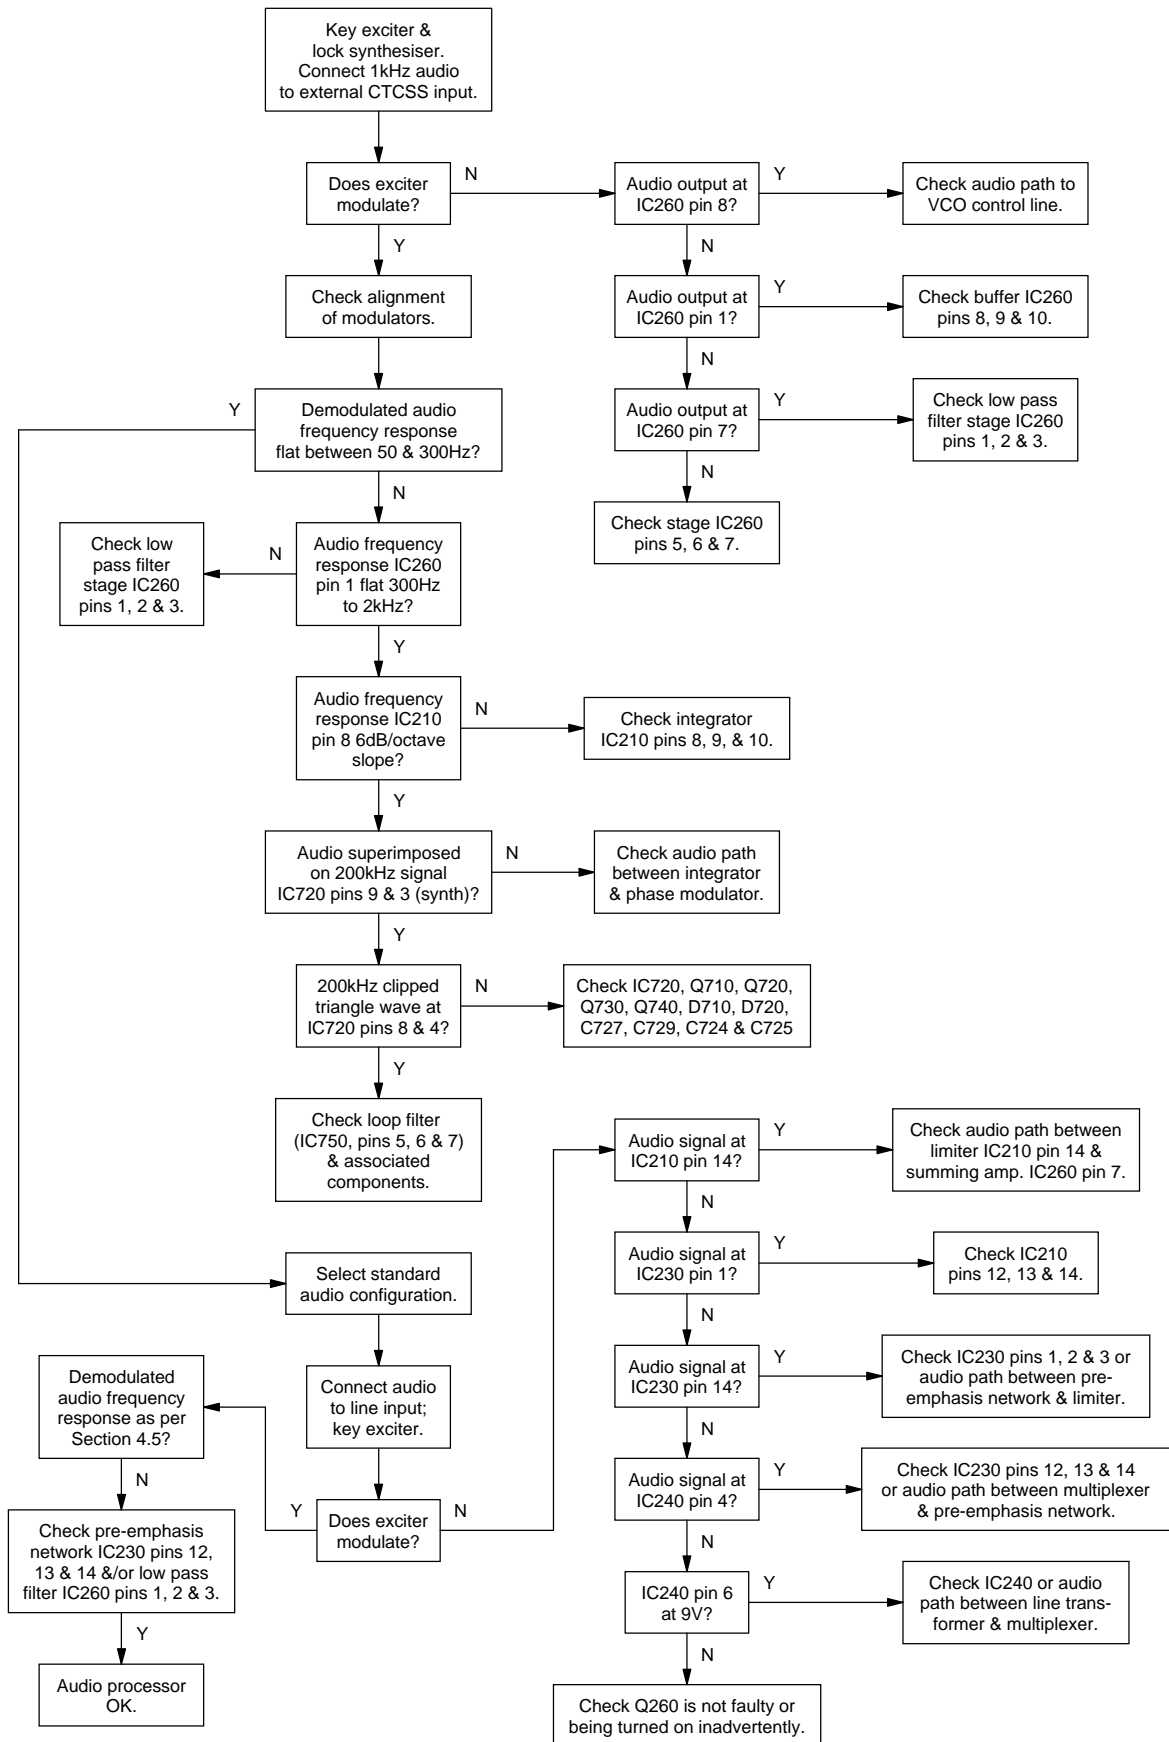 Key exciter &
lock synthesiser.
Connect 1kHz audio
to external CTCSS input.
Does exciter
modulate?
N
Audio output at
IC260 pin 8?
Y
Check audio path to
VCO control line.
Y
N
Check alignment
of modulators.
Audio output at
IC260 pin 1?
Y
Check buffer IC260
pins 8, 9 & 10.
N
Y
Demodulated audio
frequency response
flat between 50 & 300Hz?
Audio output at
IC260 pin 7?
Y
Check low pass
filter stage IC260
pins 1, 2 & 3.
N
N
Check stage IC260
pins 5, 6 & 7.
Check low
pass filter
stage IC260
pins 1, 2 & 3.
N
Audio frequency
response IC260
pin 1 flat 300Hz
to 2kHz?
Y
Audio frequency
response IC210
pin 8 6dB/octave
slope?
N
Check integrator
IC210 pins 8, 9, & 10.
Y
Audio superimposed
on 200kHz signal
IC720 pins 9 & 3 (synth)?
N
Check audio path
between integrator
& phase modulator.
Y
200kHz clipped
triangle wave at
IC720 pins 8 & 4?
N
Check IC720, Q710, Q720,
Q730, Q740, D710, D720,
C727, C729, C724 & C725
Y
Check loop filter
(IC750, pins 5, 6 & 7)
& associated
components.
Audio signal at
IC210 pin 14?
Y
Check audio path between
limiter IC210 pin 14 &
summing amp. IC260 pin 7.
N
Select standard
audio configuration.
Audio signal at
IC230 pin 1?
Y
Check IC210
pins 12, 13 & 14.
N
Demodulated
audio frequency
response as per
Section 4.5?
Connect audio
to line input;
key exciter.
Audio signal at
IC230 pin 14?
Y
Check IC230 pins 1, 2 & 3 or
audio path between pre-
emphasis network & limiter.
N
N
Check pre-emphasis
network IC230 pins 12,
13 & 14 &/or low pass
filter IC260 pins 1, 2 & 3.
Y
Does exciter
modulate?
N
Audio signal at
IC240 pin 4?
Y
Check IC230 pins 12, 13 & 14
or audio path between multiplexer
& pre-emphasis network.
N
IC240 pin 6
at 9V?
Y
Check IC240 or audio
path between line trans-
former & multiplexer.
Y
N
Audio processor
OK.
Check Q260 is not faulty or
being turned on inadvertently.